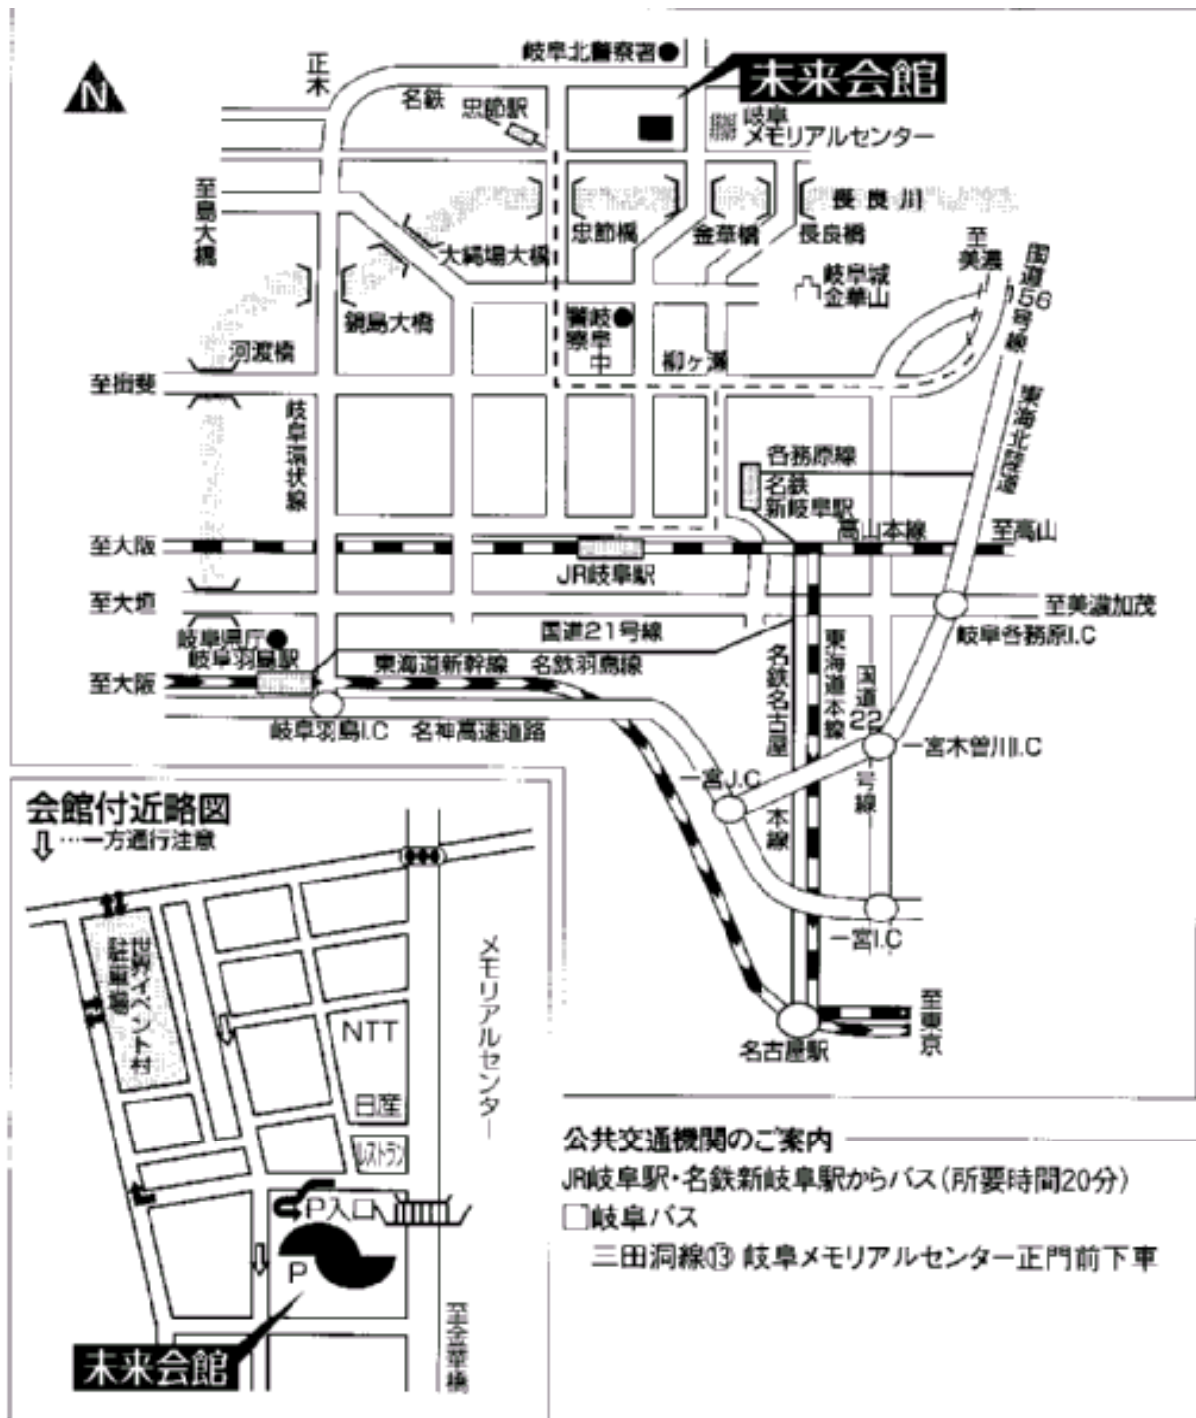 岐阜北警察署●
未来会館
N
正木
名鉄
忠節駅
岐阜
メモリアルセンター
至島大橋
長良川
忠節橋
金華橋
長良橋
大縄場大橋
至美濃
国道156号線
岐阜城
金華山
鏡島大橋
岐阜中警察
河渡橋
柳ヶ瀬
至揖斐
岐阜環状線
東海北陸道
各務原線
名鉄
新岐阜駅
高山本線
至高山
至大阪
JR岐阜駅
至大垣
至美濃加茂
岐阜県庁●
国道21号線
岐阜各務原I.C
岐阜羽島駅
東海道新幹線
名鉄羽島線
至大阪
名鉄名古屋本線
東海道本線
国道22号線
岐阜羽島I.C
名神高速道路
一宮木曽川I.C
一宮J.C
一宮I.C
至東京
名古屋駅
会館付近略図
⇩…一方通行注意
メモリアルセンター
NTT
日産
レストラン
P入口
P
至金華橋
未来会館
公共交通機関のご案内
JR岐阜駅・名鉄新岐阜駅からバス(所要時間20分)
□岐阜バス
三田洞線⑬ 岐阜メモリアルセンター正門前下車